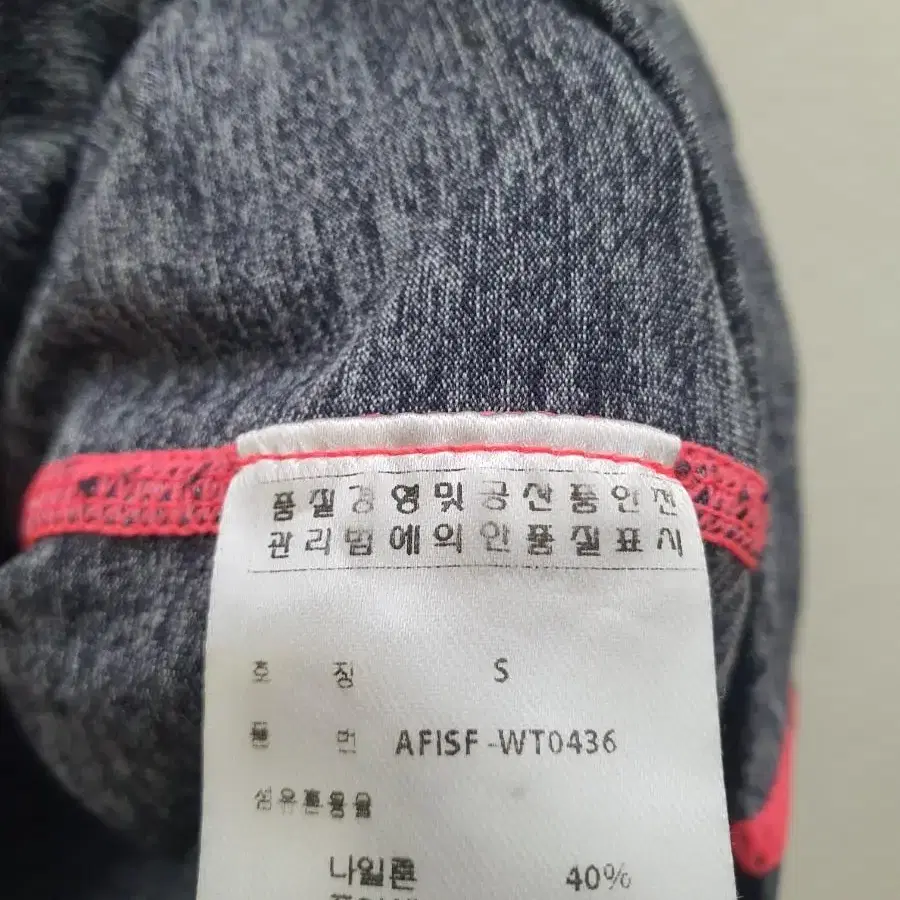 품질경영및공산품안전
관리법에의한품질표시
호 칭 S
품 번 AFISF-WT0436
섬유혼용율
나일론 40%